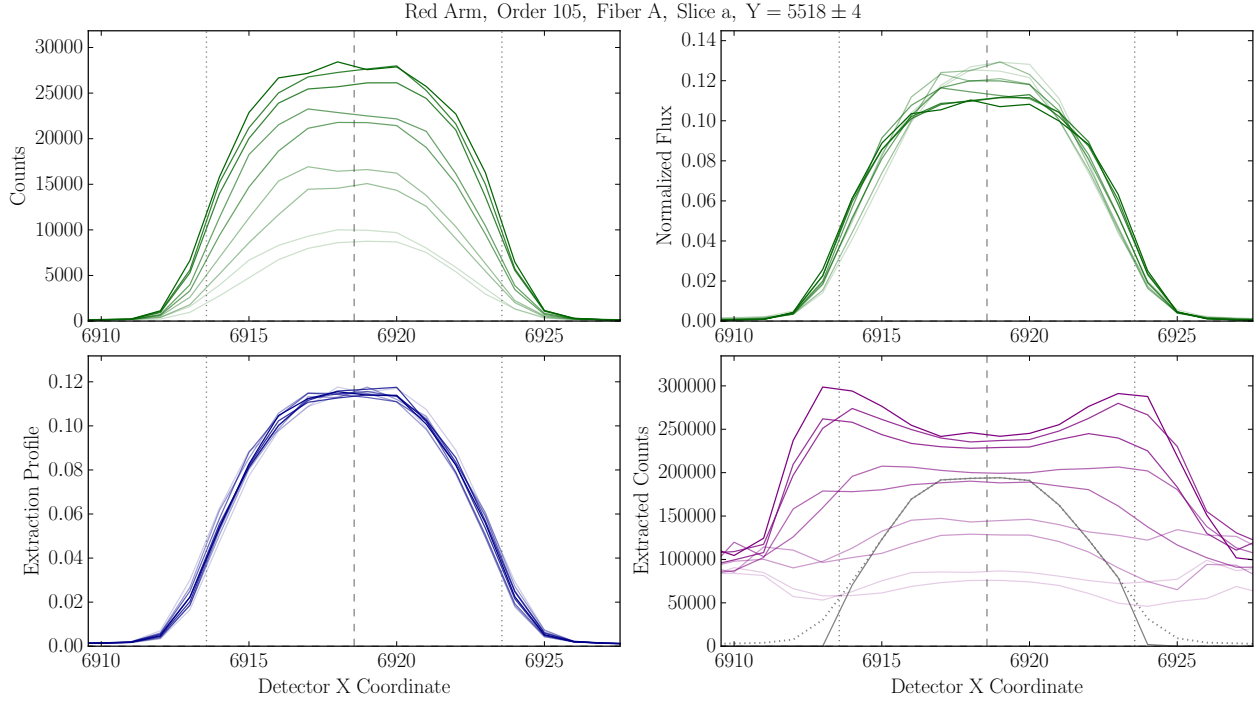 Red Arm, Order 105, Fiber A, Slice a, Y = 5518 ± 4
Counts
30000
25000
20000
15000
10000
5000
0
6910 6915 6920 6925
Normalized Flux
0.14
0.12
0.10
0.08
0.06
0.04
0.02
0.00
6910 6915 6920 6925
Extraction Profile
0.12
0.10
0.08
0.06
0.04
0.02
0.00
6910 6915 6920 6925
Detector X Coordinate
Extracted Counts
300000
250000
200000
150000
100000
50000
0
6910 6915 6920 6925
Detector X Coordinate